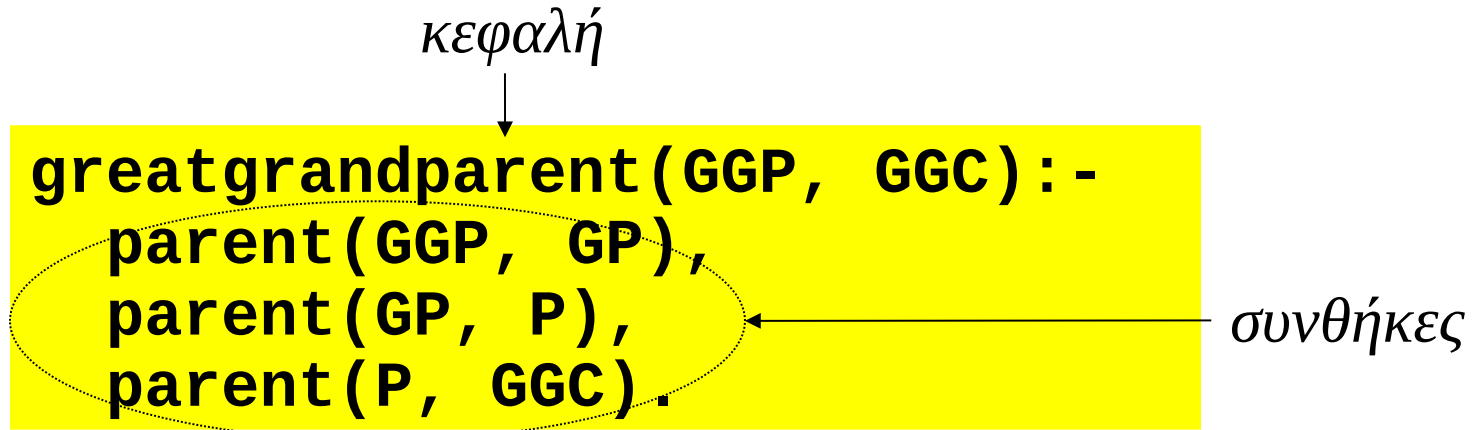 κεφαλή
greatgrandparent(GGP, GGC):-
parent(GGP, GP),
parent(GP, P),
συνθήκες
parent(P, GGC).